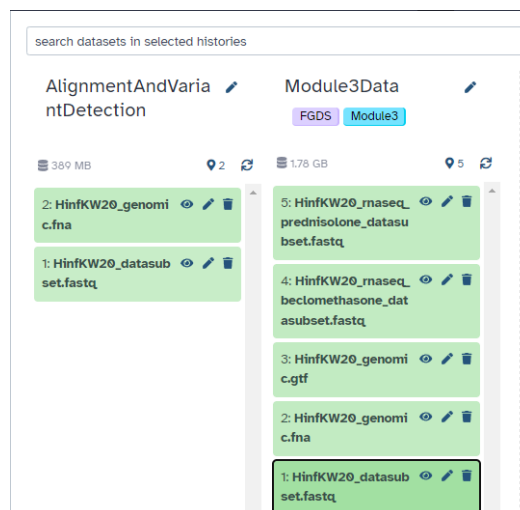 search datasets in selected histories
AlignmentAndVaria
ntDetection
389 MB
2
2: HinfKW20_genomi
c.fna
1: HinfKW20_datasub
set.fastq
Module3Data
FGDS Module3
1.78 GB
5
5: HinfKW20_rnaseq_
prednisolone_datasu
bset.fastq
4: HinfKW20_rnaseq_
beclomethasone_dat
asubset.fastq
3: HinfKW20_genomi
c.gtf
2: HinfKW20_genomi
c.fna
1: HinfKW20_datasub
set.fastq